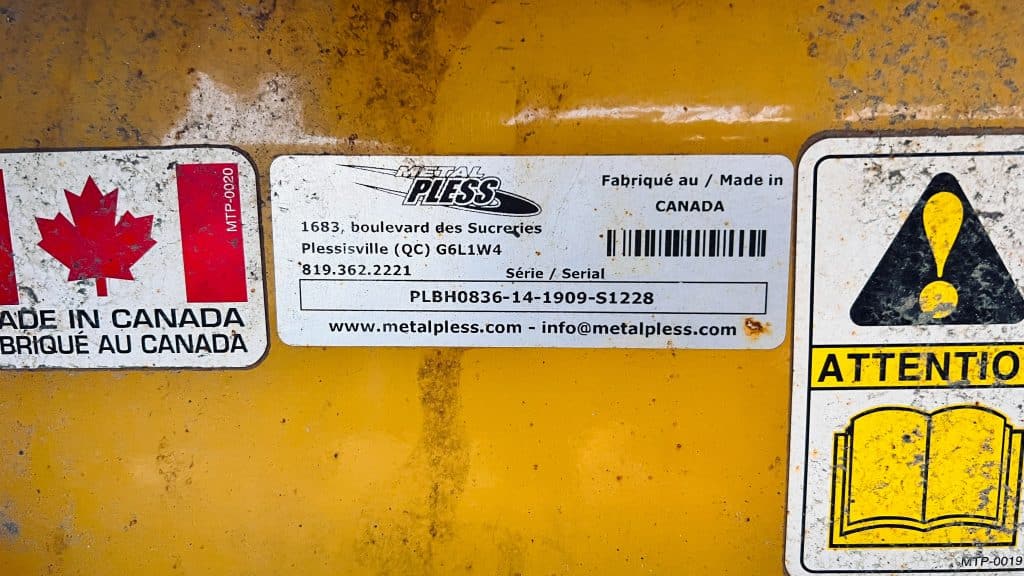 MTP-0020
ADE IN CANADA
BRIQUÉ AU CANADA
METAL
PLESS
Fabriqué au / Made in
CANADA
1683, boulevard des Sucreries
Plessisville (QC) G6L1W4
819.362.2221
Série / Serial
PLBH0836-14-1909-S1228
www.metalpless.com - info@metalpless.com
ATTENTIO
MTP-0019